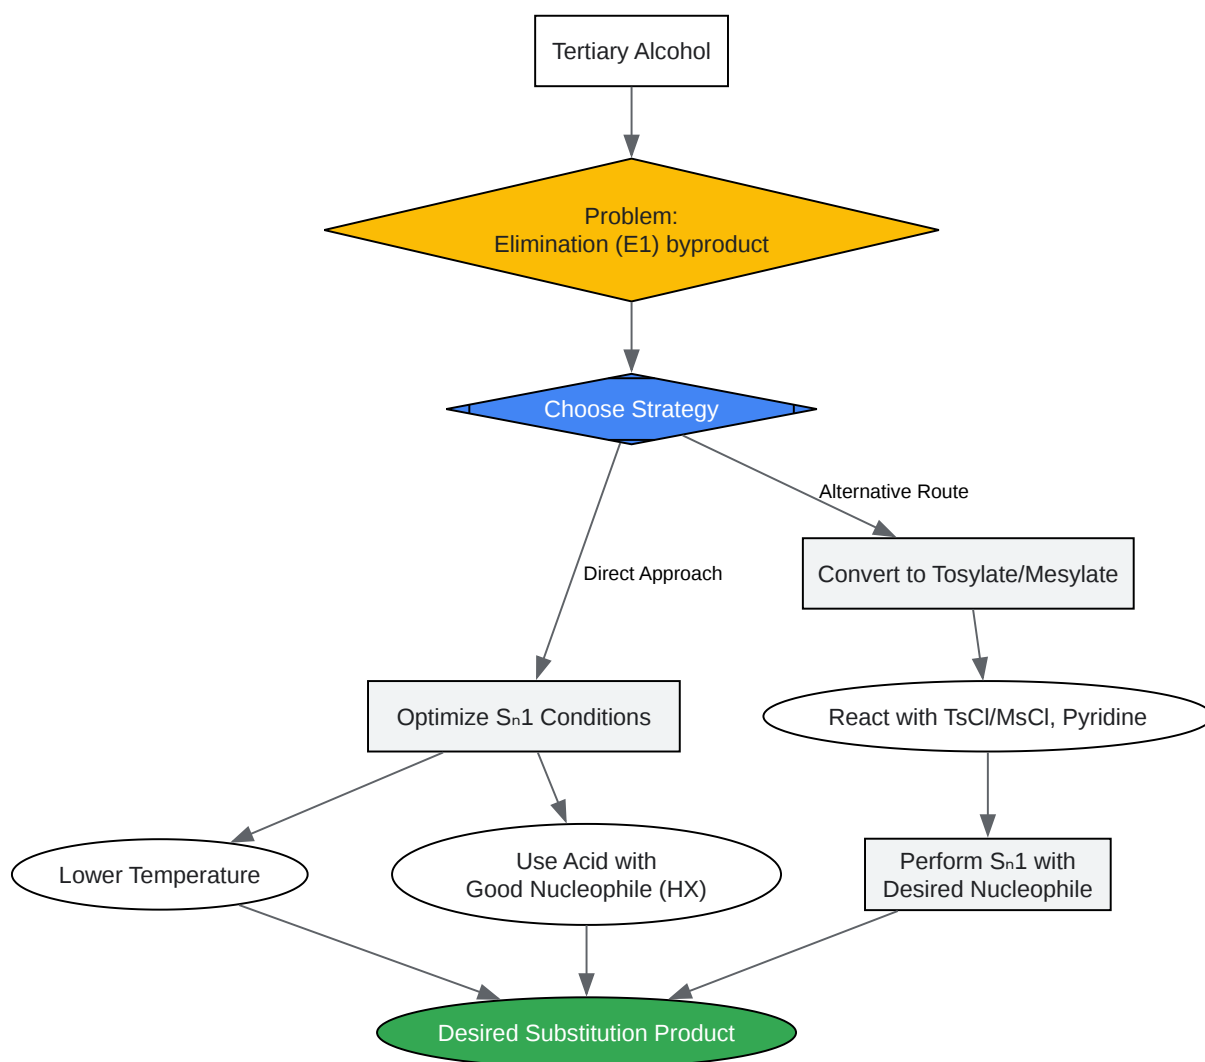 Tertiary Alcohol
Problem:
Elimination (E1) byproduct
Choose Strategy
Alternative Route
Direct Approach
Convert to Tosylate/Mesylate
Optimize Sₙ1 Conditions
React with TsCl/MsCl, Pyridine
Lower Temperature
Use Acid with
Good Nucleophile (HX)
Perform Sₙ1 with
Desired Nucleophile
Desired Substitution Product